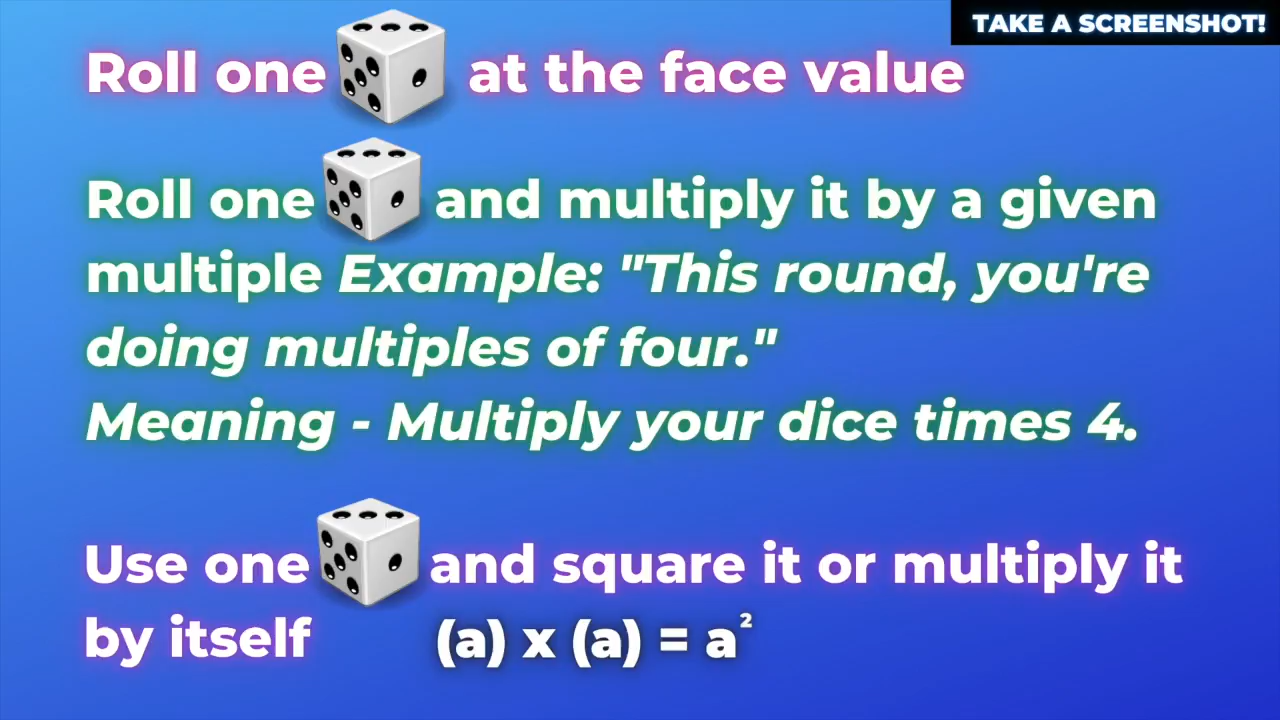 TAKE A SCREENSHOT!
Roll one at the face value
Roll one and multiply it by a given
multiple Example: "This round, you're
doing multiples of four."
Meaning - Multiply your dice times 4.
Use one and square it or multiply it
by itself (a) x (a) = a²